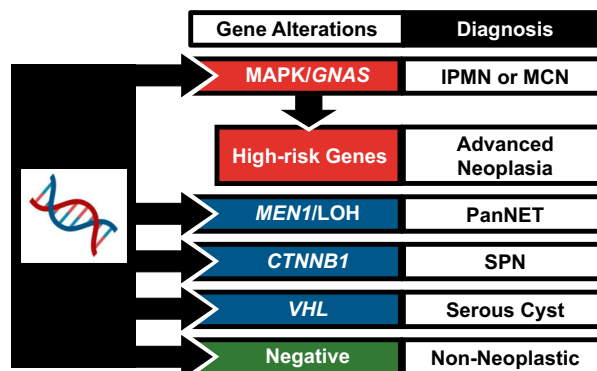 Gene Alterations Diagnosis
MAPK/GNAS IPMN or MCN
High-risk Genes Advanced
Neoplasia
MEN1/LOH PanNET
CTNNB1 SPN
VHL Serous Cyst
Negative Non-Neoplastic